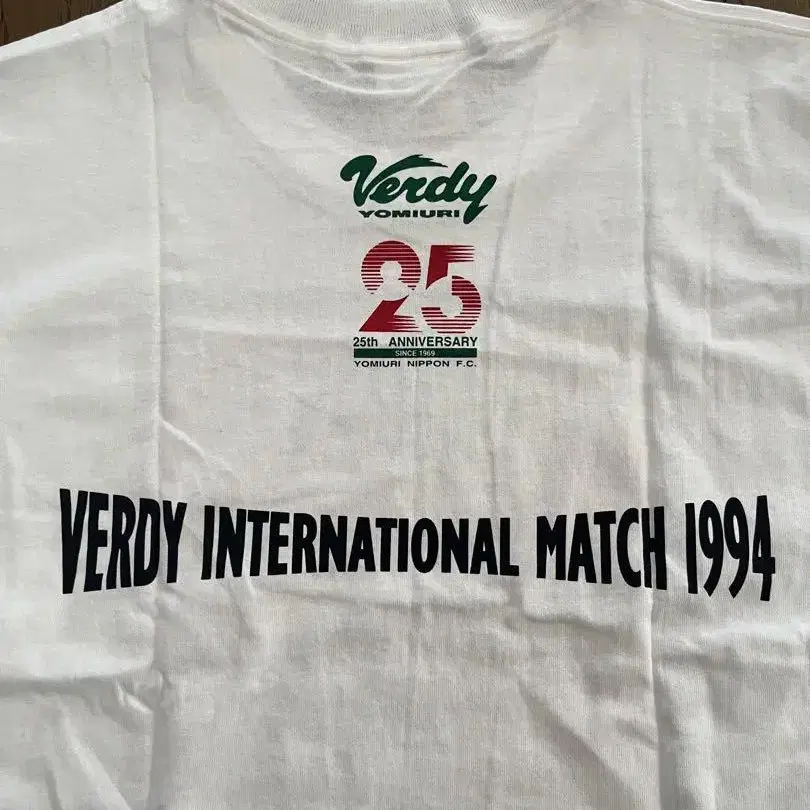 Verdy
YOMIURI
25
25th ANNIVERSARY
SINCE 1969
YOMIURI NIPPON F.C.
VERDY INTERNATIONAL MATCH 1994